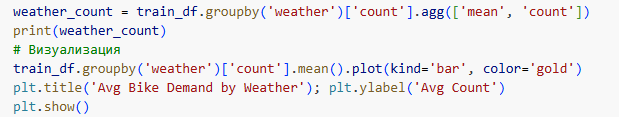 weather_count = train_df.groupby('weather')['count'].agg(['mean', 'count'])
print(weather_count)
# Визуализация
train_df.groupby('weather')['count'].mean().plot(kind='bar', color='gold')
plt.title('Avg Bike Demand by Weather'); plt.ylabel('Avg Count')
plt.show()